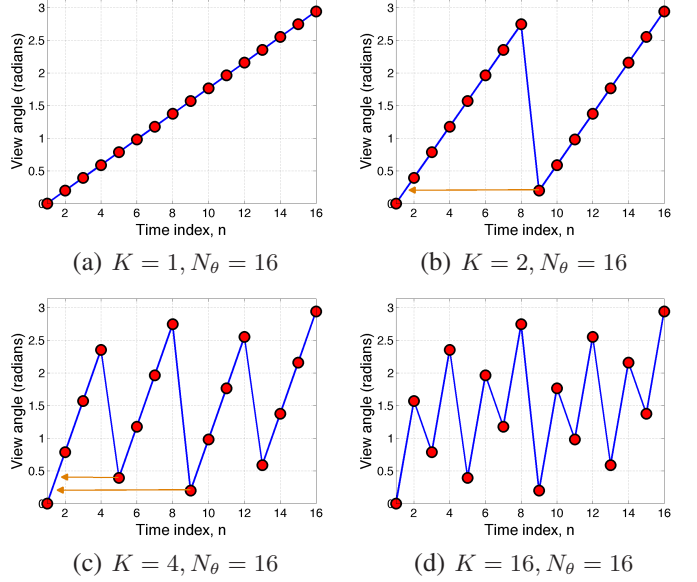 View angle (radians)
3
2.5
2
1.5
1
0.5
0
2 4 6 8 10 12 14 16
Time index, n
(a) K = 1, N_θ = 16
View angle (radians)
3
2.5
2
1.5
1
0.5
0
2 4 6 8 10 12 14 16
Time index, n
(b) K = 2, N_θ = 16
View angle (radians)
3
2.5
2
1.5
1
0.5
0
2 4 6 8 10 12 14 16
Time index, n
(c) K = 4, N_θ = 16
View angle (radians)
3
2.5
2
1.5
1
0.5
0
2 4 6 8 10 12 14 16
Time index, n
(d) K = 16, N_θ = 16